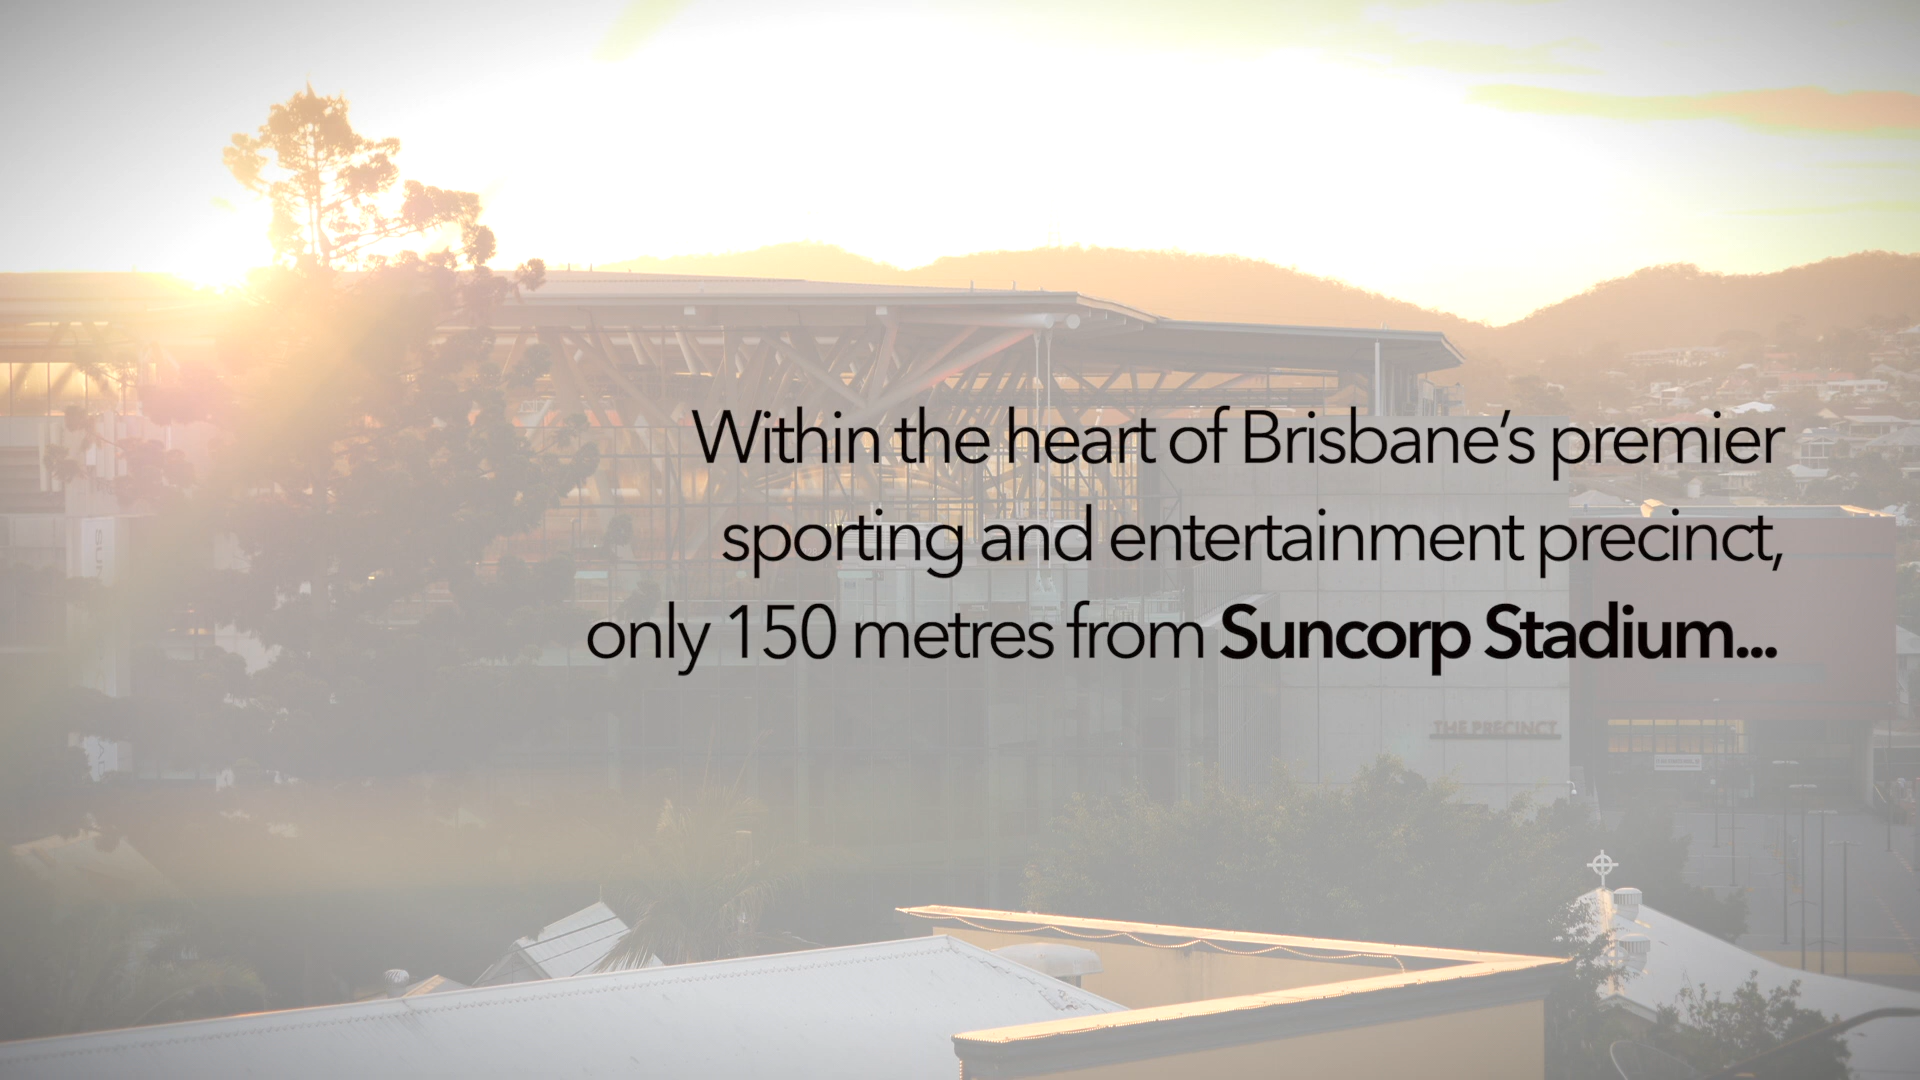 Within the heart of Brisbane’s premier
sporting and entertainment precinct,
only 150 metres from Suncorp Stadium...
THE PRECINCT